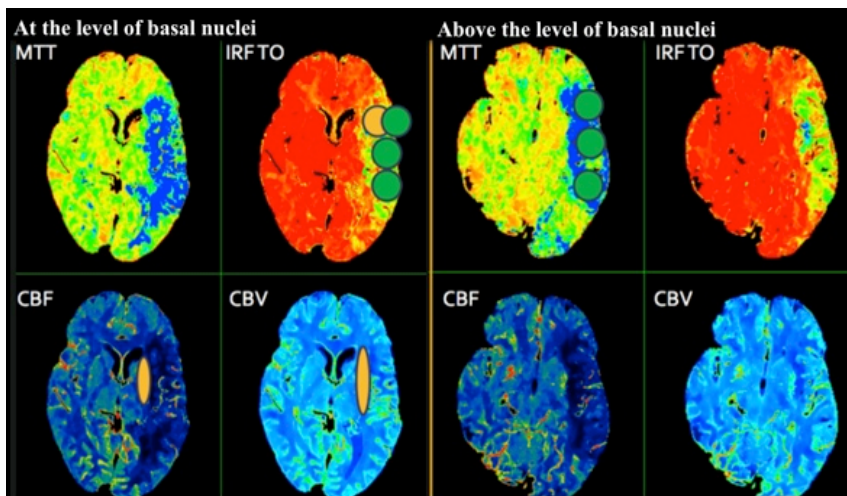 At the level of basal nuclei
Above the level of basal nuclei
MTT
IRF TO
MTT
IRF TO
CBF
CBV
CBF
CBV